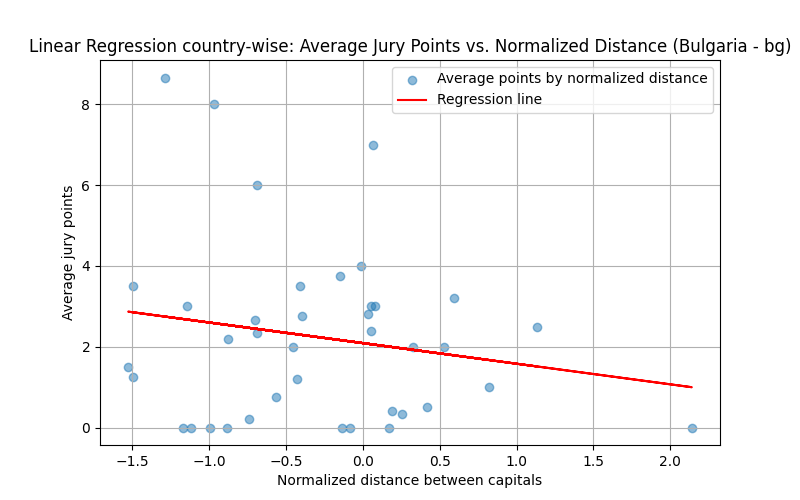 Linear Regression country-wise: Average Jury Points vs. Normalized Distance (Bulgaria - bg)
Average points by normalized distance
Regression line
Average jury points
8
6
4
2
0
−1.5 −1.0 −0.5 0.0 0.5 1.0 1.5 2.0
Normalized distance between capitals